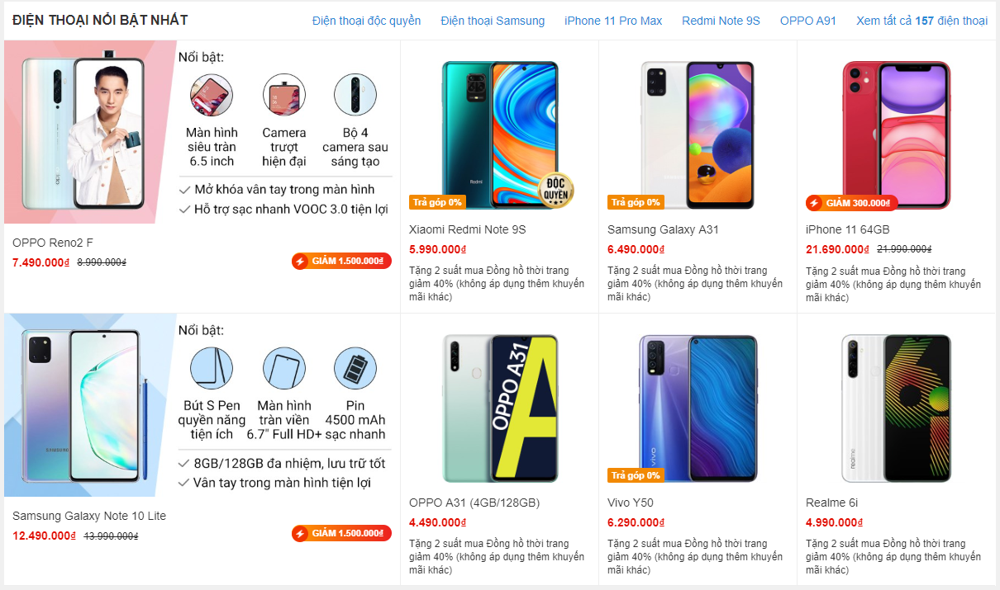 ĐIỆN THOẠI NỔI BẬT NHẤT
Điện thoại độc quyền
Điện thoại Samsung
iPhone 11 Pro Max
Redmi Note 9S
OPPO A91
Xem tất cả 157 điện thoại
oppo
Nổi bật:
Màn hình
siêu tràn
6.5 inch
Camera
trượt
hiện đại
Bộ 4
camera sau
sáng tạo
Mở khóa vân tay trong màn hình
Hỗ trợ sạc nhanh VOOC 3.0 tiện lợi
OPPO Reno2 F
7.490.000₫ 8.990.000₫
GIẢM 1.500.000₫
Redmi
ĐỘC
QUYỀN
Trả góp 0%
Xiaomi Redmi Note 9S
5.990.000₫
Tặng 2 suất mua Đồng hồ thời trang
giảm 40% (không áp dụng thêm khuyến
mãi khác)
Trả góp 0%
Samsung Galaxy A31
6.490.000₫
Tặng 2 suất mua Đồng hồ thời trang
giảm 40% (không áp dụng thêm khuyến
mãi khác)
GIẢM 300.000₫
iPhone 11 64GB
21.690.000₫ 21.990.000₫
Tặng 2 suất mua Đồng hồ thời trang
giảm 40% (không áp dụng thêm khuyến
mãi khác)
SAMSUNG
Nổi bật:
Bút S Pen
quyền năng
tiện ích
Màn hình
tràn viền
6.7" Full HD+
Pin
4500 mAh
sạc nhanh
8GB/128GB đa nhiệm, lưu trữ tốt
Vân tay trong màn hình tiện lợi
Samsung Galaxy Note 10 Lite
12.490.000₫ 13.990.000₫
GIẢM 1.500.000₫
OPPO A31
A
OPPO A31 (4GB/128GB)
4.490.000₫
Tặng 2 suất mua Đồng hồ thời trang
giảm 40% (không áp dụng thêm khuyến
mãi khác)
vivo
Trả góp 0%
Vivo Y50
6.290.000₫
Tặng 2 suất mua Đồng hồ thời trang
giảm 40% (không áp dụng thêm khuyến
mãi khác)
realme
Realme 6i
4.990.000₫
Tặng 2 suất mua Đồng hồ thời trang
giảm 40% (không áp dụng thêm khuyến
mãi khác)